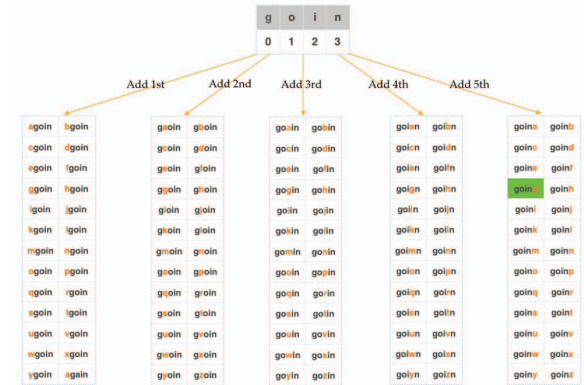 g o i n
0 1 2 3
Add 1st Add 2nd Add 3rd Add 4th Add 5th
agoin bgoin gaoin gboin goain gobin goian goibn goina goinb
cgoin dgoin gcoin gdoin gocin godin goicn goidn goinc goind
egoin fgoin geoin gfoin goein gofin goien goifn goine goinf
ggoin hgoin ggoin ghoin gogin gohin goign goihn going goinh
igoin jgoin gioin gjoin goiin gojin goiin goijn goini goinj
kgoin lgoin gkoin gloin gokin golin goikn goiln goink goinl
mgoin ngoin gmoin gnoin gomin gonin goimn goinn goinm goinn
ogoin pgoin gooin gpoin gooin gopin goion goipn goino goinp
qgoin rgoin gqoin groin goqin gorin goiqn goirn goinq goinr
sgoin tgoin gsoin gtoin gosin gotin goisn goitn goins goint
ugoin vgoin guoin gvoin gouin govin goiun goivn goinu goinv
wgoin xgoin gwoin gxoin gowin goxin goiwn goixn goinw goinx
ygoin again gyoin gzoin goyin gozin goiyn goizn goiny goinz